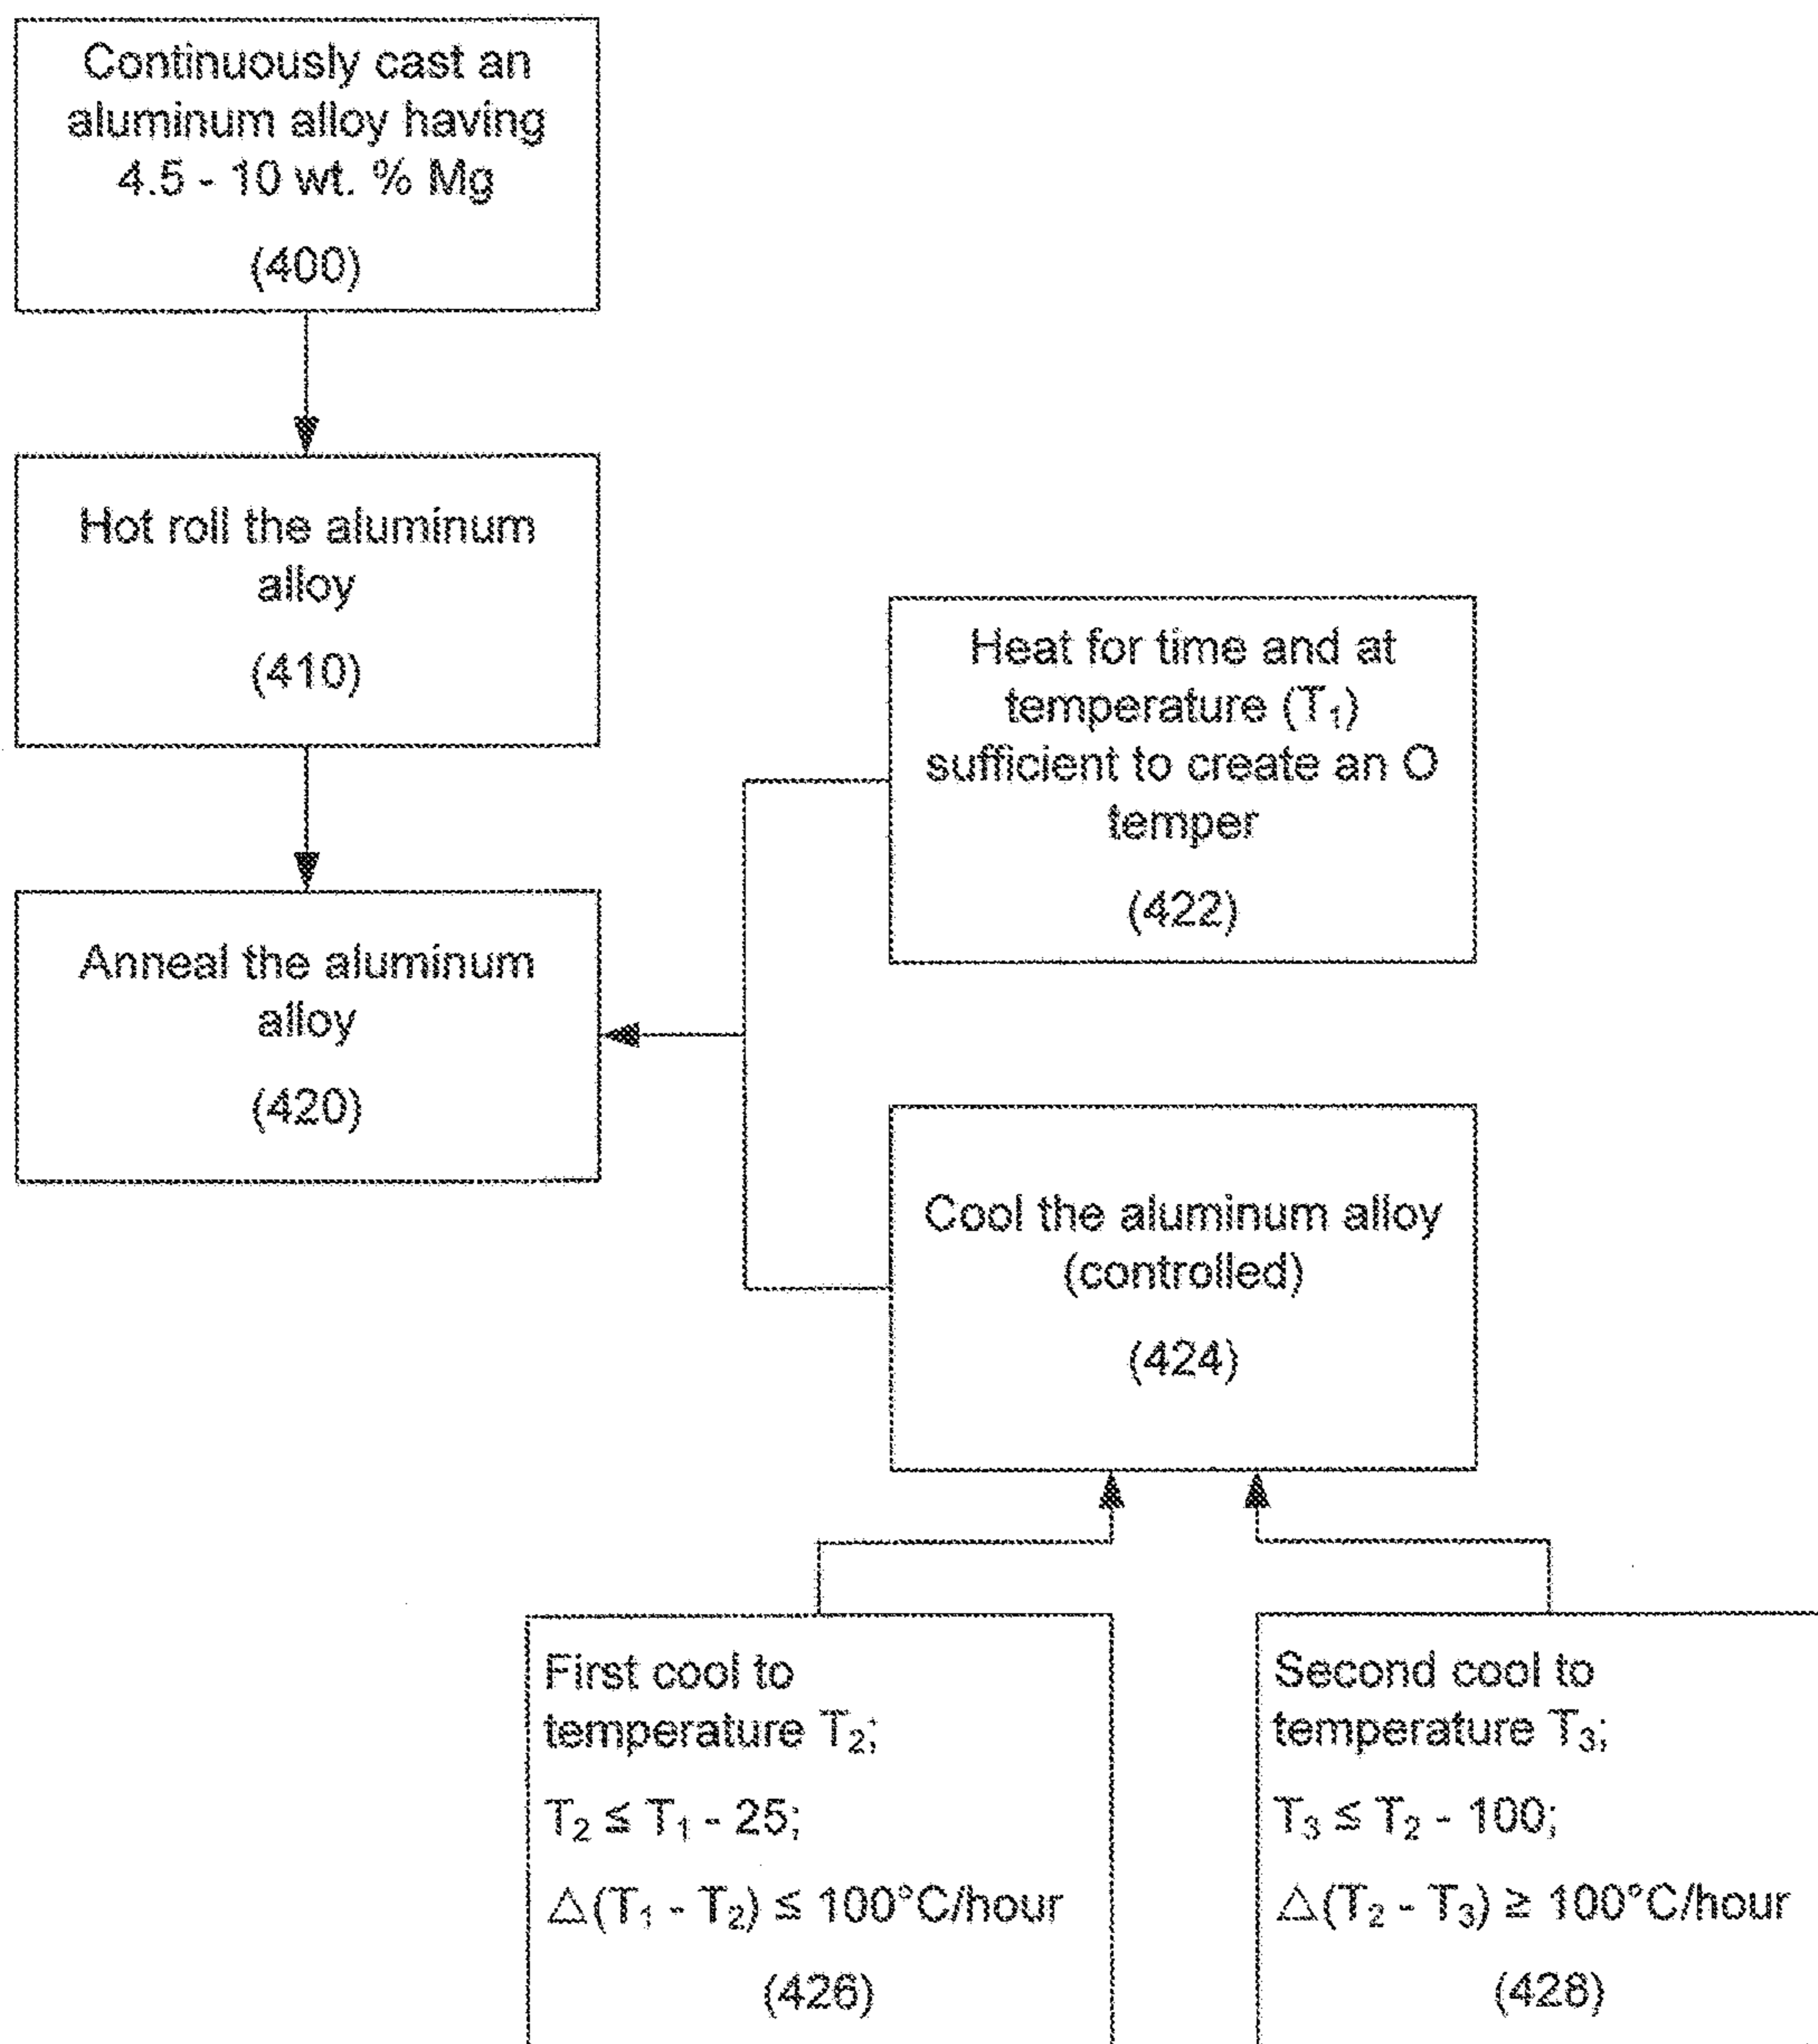 Continuously cast an
aluminum alloy having
4.5 - 10 wt. % Mg
(400)
Hot roll the aluminum
alloy
(410)
Anneal the aluminum
alloy
(420)
Heat for time and at
temperature (T₁)
sufficient to create an O
temper
(422)
Cool the aluminum alloy
(controlled)
(424)
First cool to
temperature T₂;
T₂ ≤ T₁ - 25;
△(T₁ - T₂) ≤ 100°C/hour
(426)
Second cool to
temperature T₃;
T₃ ≤ T₂ - 100;
△(T₂ - T₃) ≥ 100°C/hour
(428)